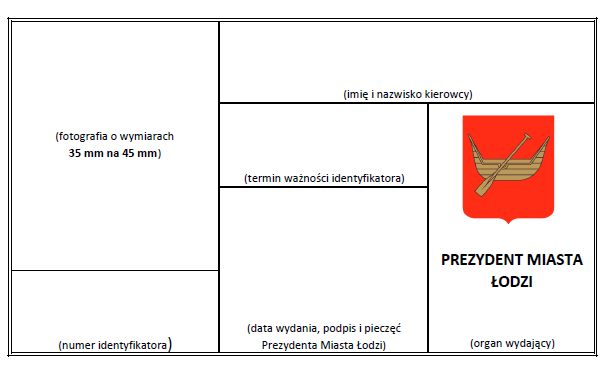 (fotografia o wymiarach
35 mm na 45 mm)
(numer identyfikatora)
(imię i nazwisko kierowcy)
(termin ważności identyfikatora)
(data wydania, podpis i pieczęć
Prezydenta Miasta Łodzi)
PREZYDENT MIASTA
ŁODZI
(organ wydający)